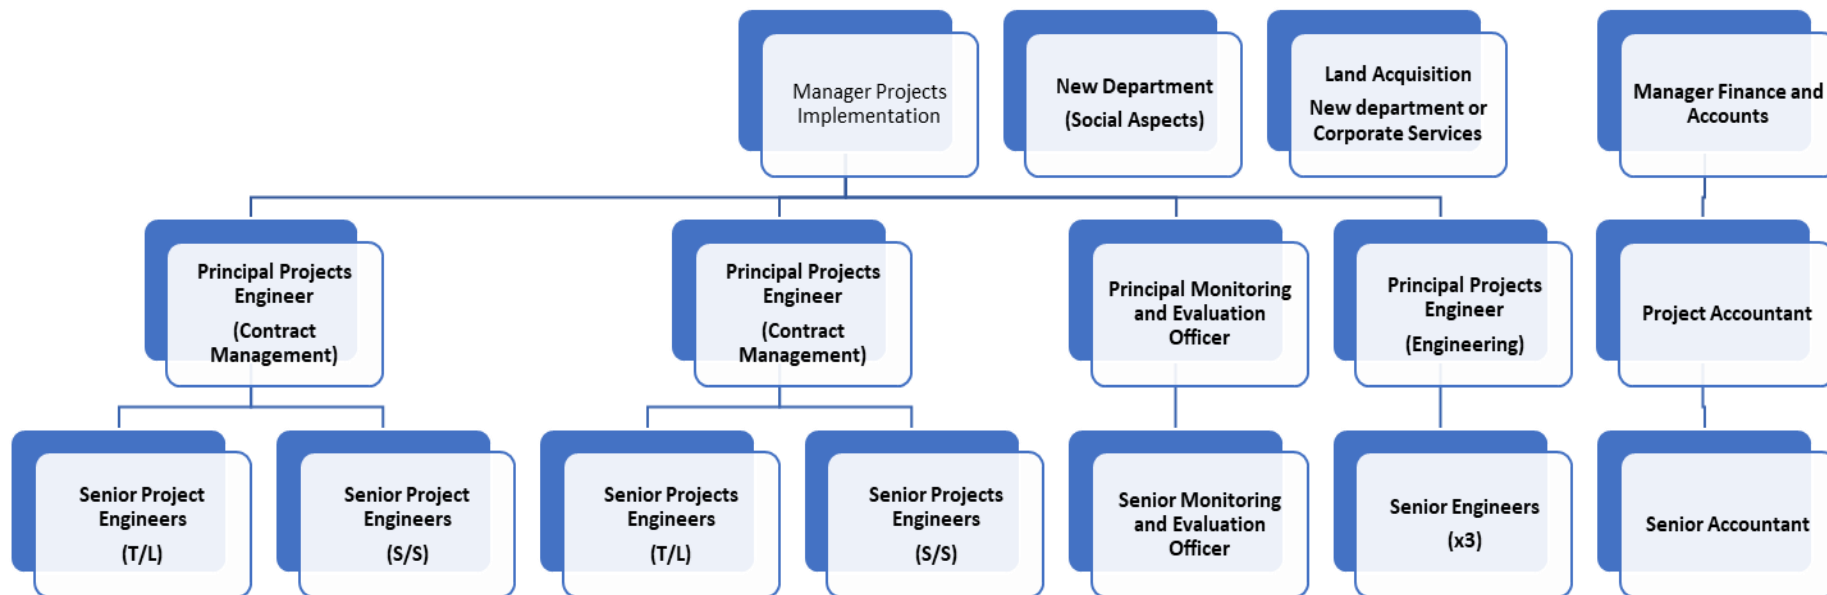 Manager Projects
Implementation
New Department
(Social Aspects)
Land Acquisition
New department or
Corporate Services
Manager Finance and
Accounts
Principal Projects
Engineer
(Contract
Management)
Principal Projects
Engineer
(Contract
Management)
Principal Monitoring
and Evaluation
Officer
Principal Projects
Engineer
(Engineering)
Project Accountant
Senior Project
Engineers
(T/L)
Senior Project
Engineers
(S/S)
Senior Projects
Engineers
(T/L)
Senior Projects
Engineers
(S/S)
Senior Monitoring
and Evaluation
Officer
Senior Engineers
(x3)
Senior Accountant